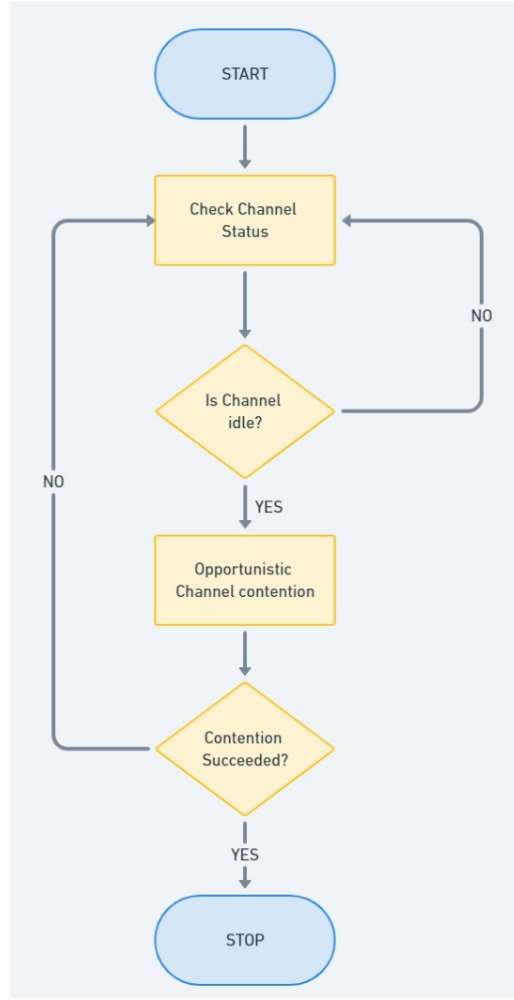 START
Check Channel
Status
Is Channel
idle?
NO
YES
NO
Opportunistic
Channel contention
Contention
Succeeded?
YES
STOP